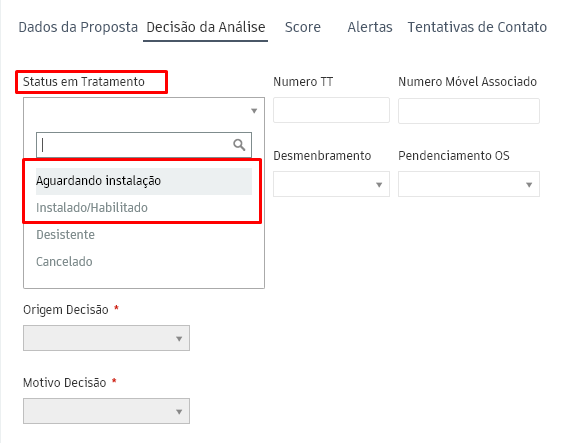 Dados da Proposta Decisão da Análise Score Alertas Tentativas de Contato
Status em Tratamento Numero TT Numero Móvel Associado
Desmenbramento Pendenciamento OS
Aguardando instalação
Instalado/Habilitado
Desistente
Cancelado
Origem Decisão *
Motivo Decisão *